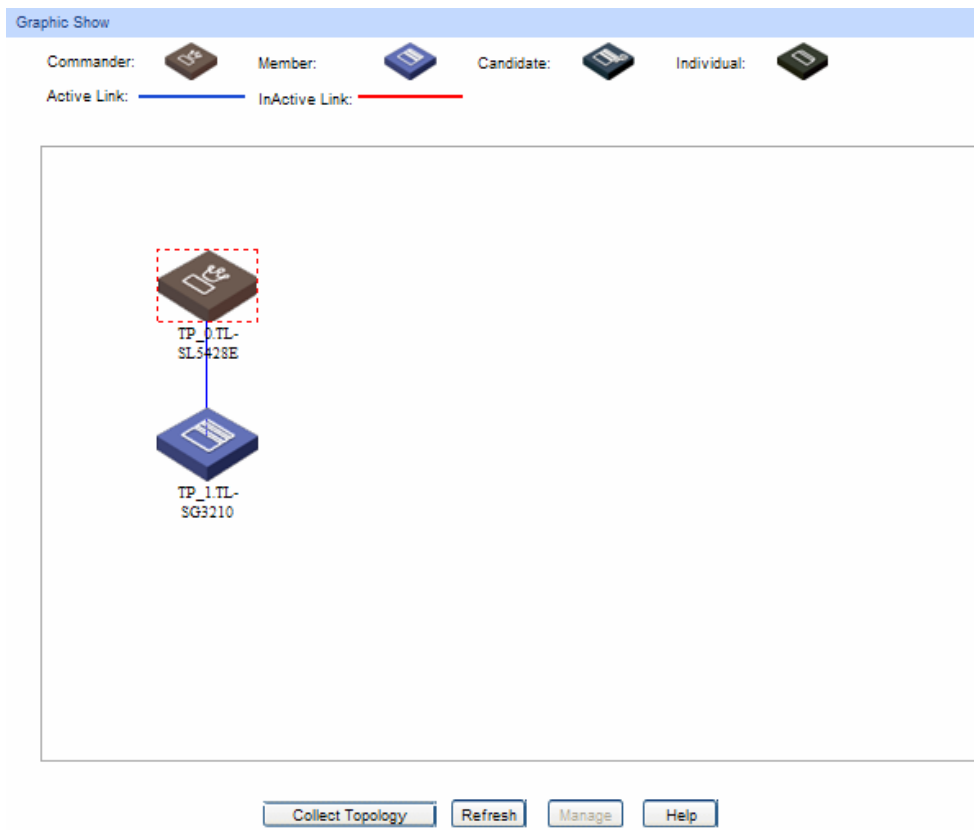 Graphic Show
Commander: Member: Candidate: Individual:
Active Link: InActive Link:
TP_0.TL-
SL5428E
TP_1.TL-
SG3210
Collect Topology Refresh Manage Help